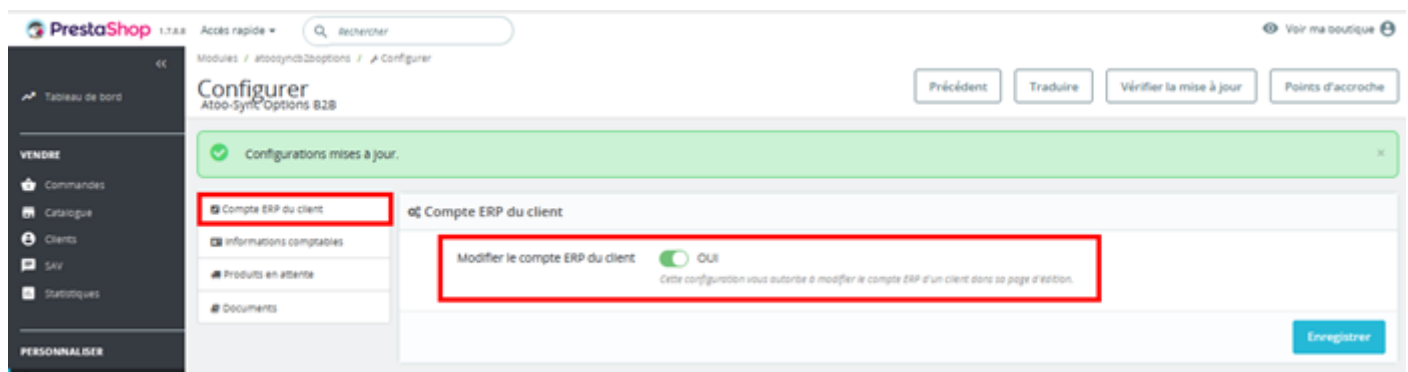 PrestaShop 1.7.8.8 Accès rapide Rechercher Voir ma boutique
Modules / atoosyncb2boptions / Configurer
Configurer
Atoo-Sync Options B2B
Précédent Traduire Vérifier la mise à jour Points d'accroche
Tableau de bord
VENDRE
Commandes
Catalogue
Clients
SAV
Statistiques
PERSONNALISER
Configurations mises à jour.
Compte ERP du client
Informations comptables
Produits en attente
Documents
Compte ERP du client
Modifier le compte ERP du client OUI
Cette configuration vous autorise à modifier le compte ERP d'un client dans sa page d'édition.
Enregistrer